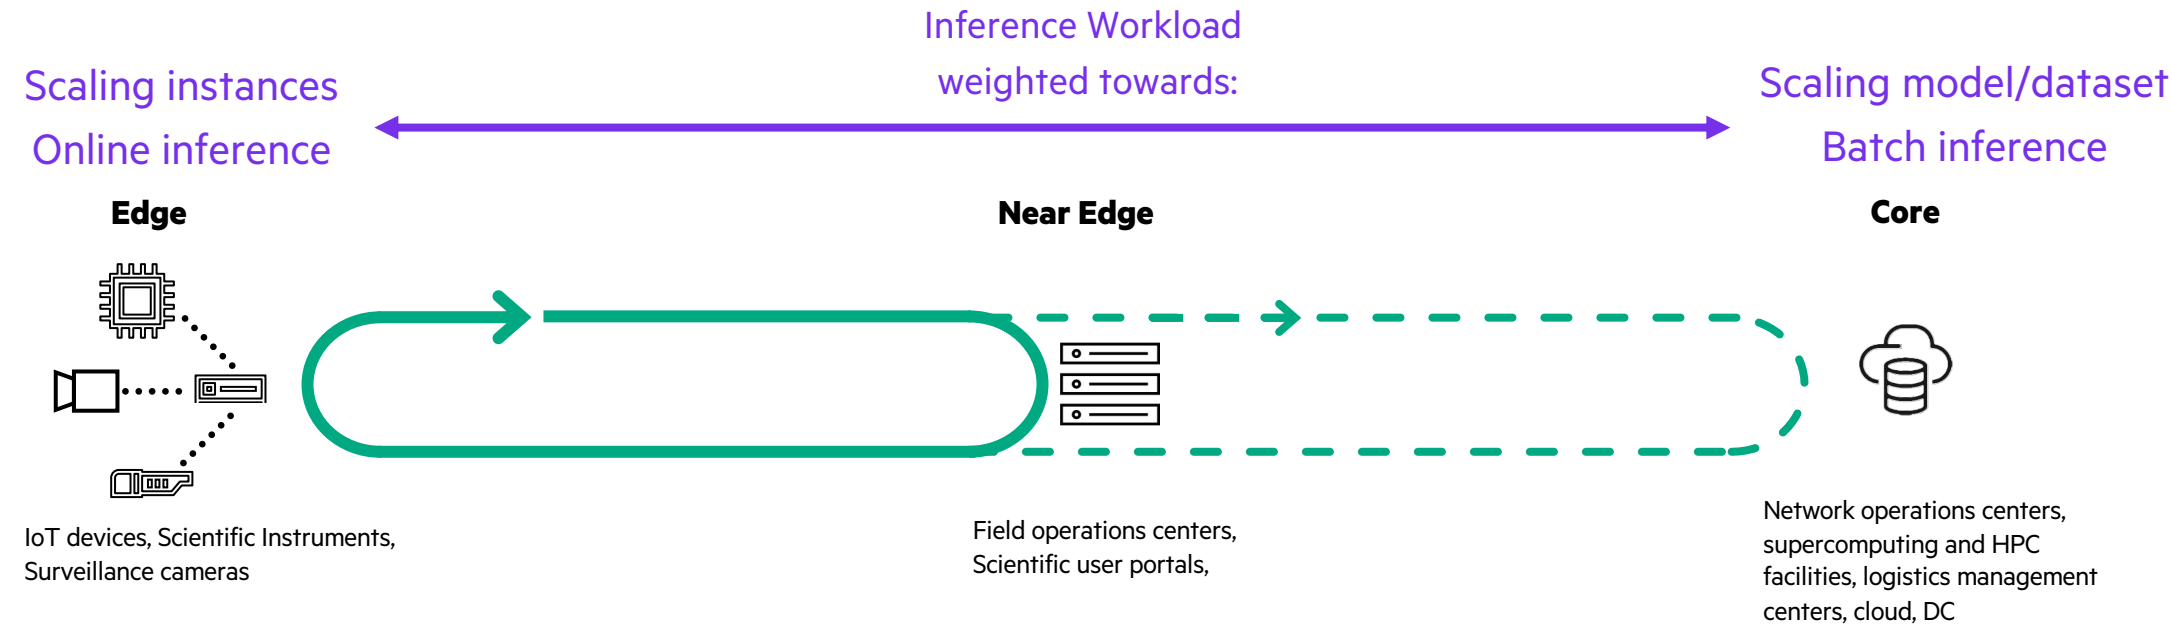 Inference Workload
weighted towards:
Scaling instances
Online inference
Scaling model/dataset
Batch inference
Edge
Near Edge
Core
IoT devices, Scientific Instruments,
Surveillance cameras
Field operations centers,
Scientific user portals,
Network operations centers,
supercomputing and HPC
facilities, logistics management
centers, cloud, DC